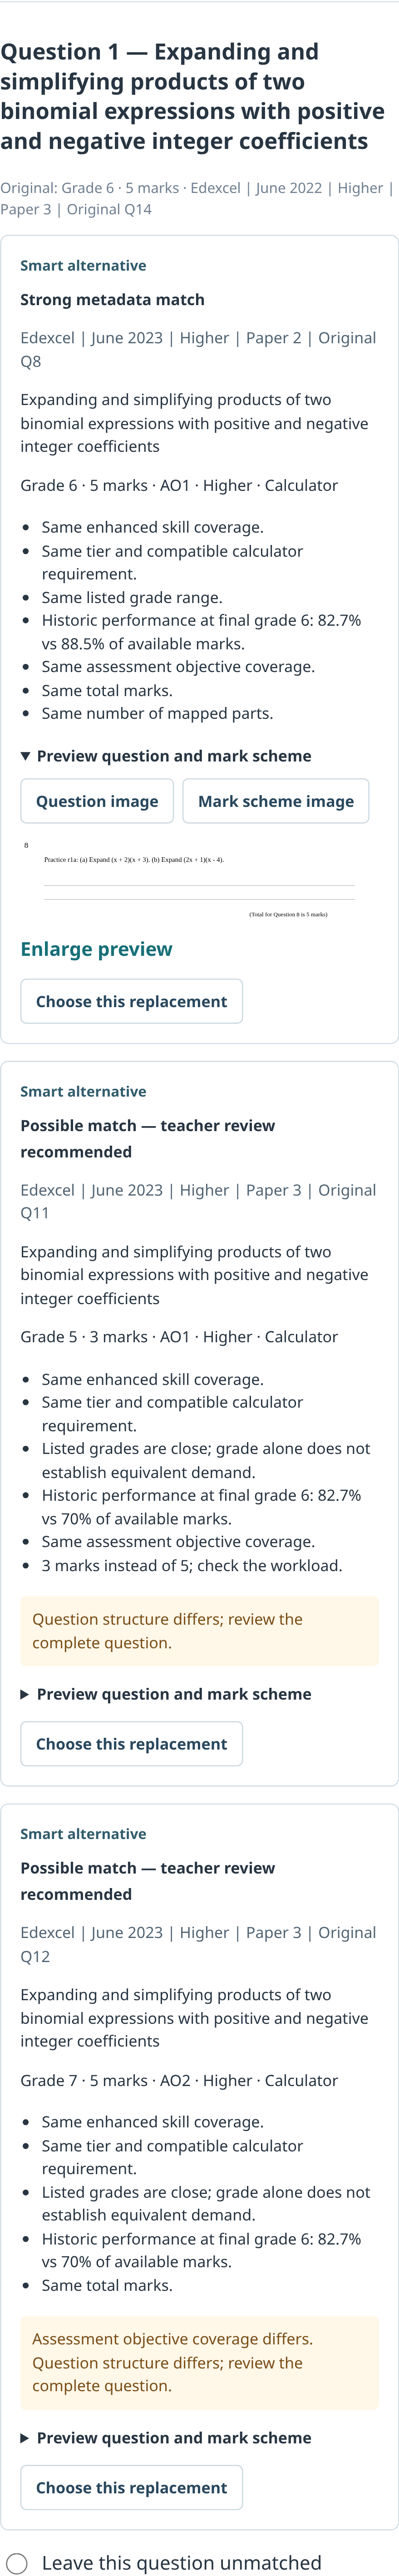 Question 1 — Expanding and
simplifying products of two
binomial expressions with positive
and negative integer coefficients
Original: Grade 6 · 5 marks · Edexcel | June 2022 | Higher |
Paper 3 | Original Q14
Smart alternative
Strong metadata match
Edexcel | June 2023 | Higher | Paper 2 | Original
Q8
Expanding and simplifying products of two
binomial expressions with positive and negative
integer coefficients
Grade 6 · 5 marks · AO1 · Higher · Calculator
• Same enhanced skill coverage.
• Same tier and compatible calculator
requirement.
• Same listed grade range.
• Historic performance at final grade 6: 82.7%
vs 88.5% of available marks.
• Same assessment objective coverage.
• Same total marks.
• Same number of mapped parts.
▼ Preview question and mark scheme
Question image Mark scheme image
8
Practice r1a: (a) Expand (x + 2)(x + 3). (b) Expand (2x + 1)(x - 4).
(Total for Question 8 is 5 marks)
Enlarge preview
Choose this replacement
Smart alternative
Possible match — teacher review
recommended
Edexcel | June 2023 | Higher | Paper 3 | Original
Q11
Expanding and simplifying products of two
binomial expressions with positive and negative
integer coefficients
Grade 5 · 3 marks · AO1 · Higher · Calculator
• Same enhanced skill coverage.
• Same tier and compatible calculator
requirement.
• Listed grades are close; grade alone does not
establish equivalent demand.
• Historic performance at final grade 6: 82.7%
vs 70% of available marks.
• Same assessment objective coverage.
• 3 marks instead of 5; check the workload.
Question structure differs; review the
complete question.
▶ Preview question and mark scheme
Choose this replacement
Smart alternative
Possible match — teacher review
recommended
Edexcel | June 2023 | Higher | Paper 3 | Original
Q12
Expanding and simplifying products of two
binomial expressions with positive and negative
integer coefficients
Grade 7 · 5 marks · AO2 · Higher · Calculator
• Same enhanced skill coverage.
• Same tier and compatible calculator
requirement.
• Listed grades are close; grade alone does not
establish equivalent demand.
• Historic performance at final grade 6: 82.7%
vs 70% of available marks.
• Same total marks.
Assessment objective coverage differs.
Question structure differs; review the
complete question.
▶ Preview question and mark scheme
Choose this replacement
Leave this question unmatched